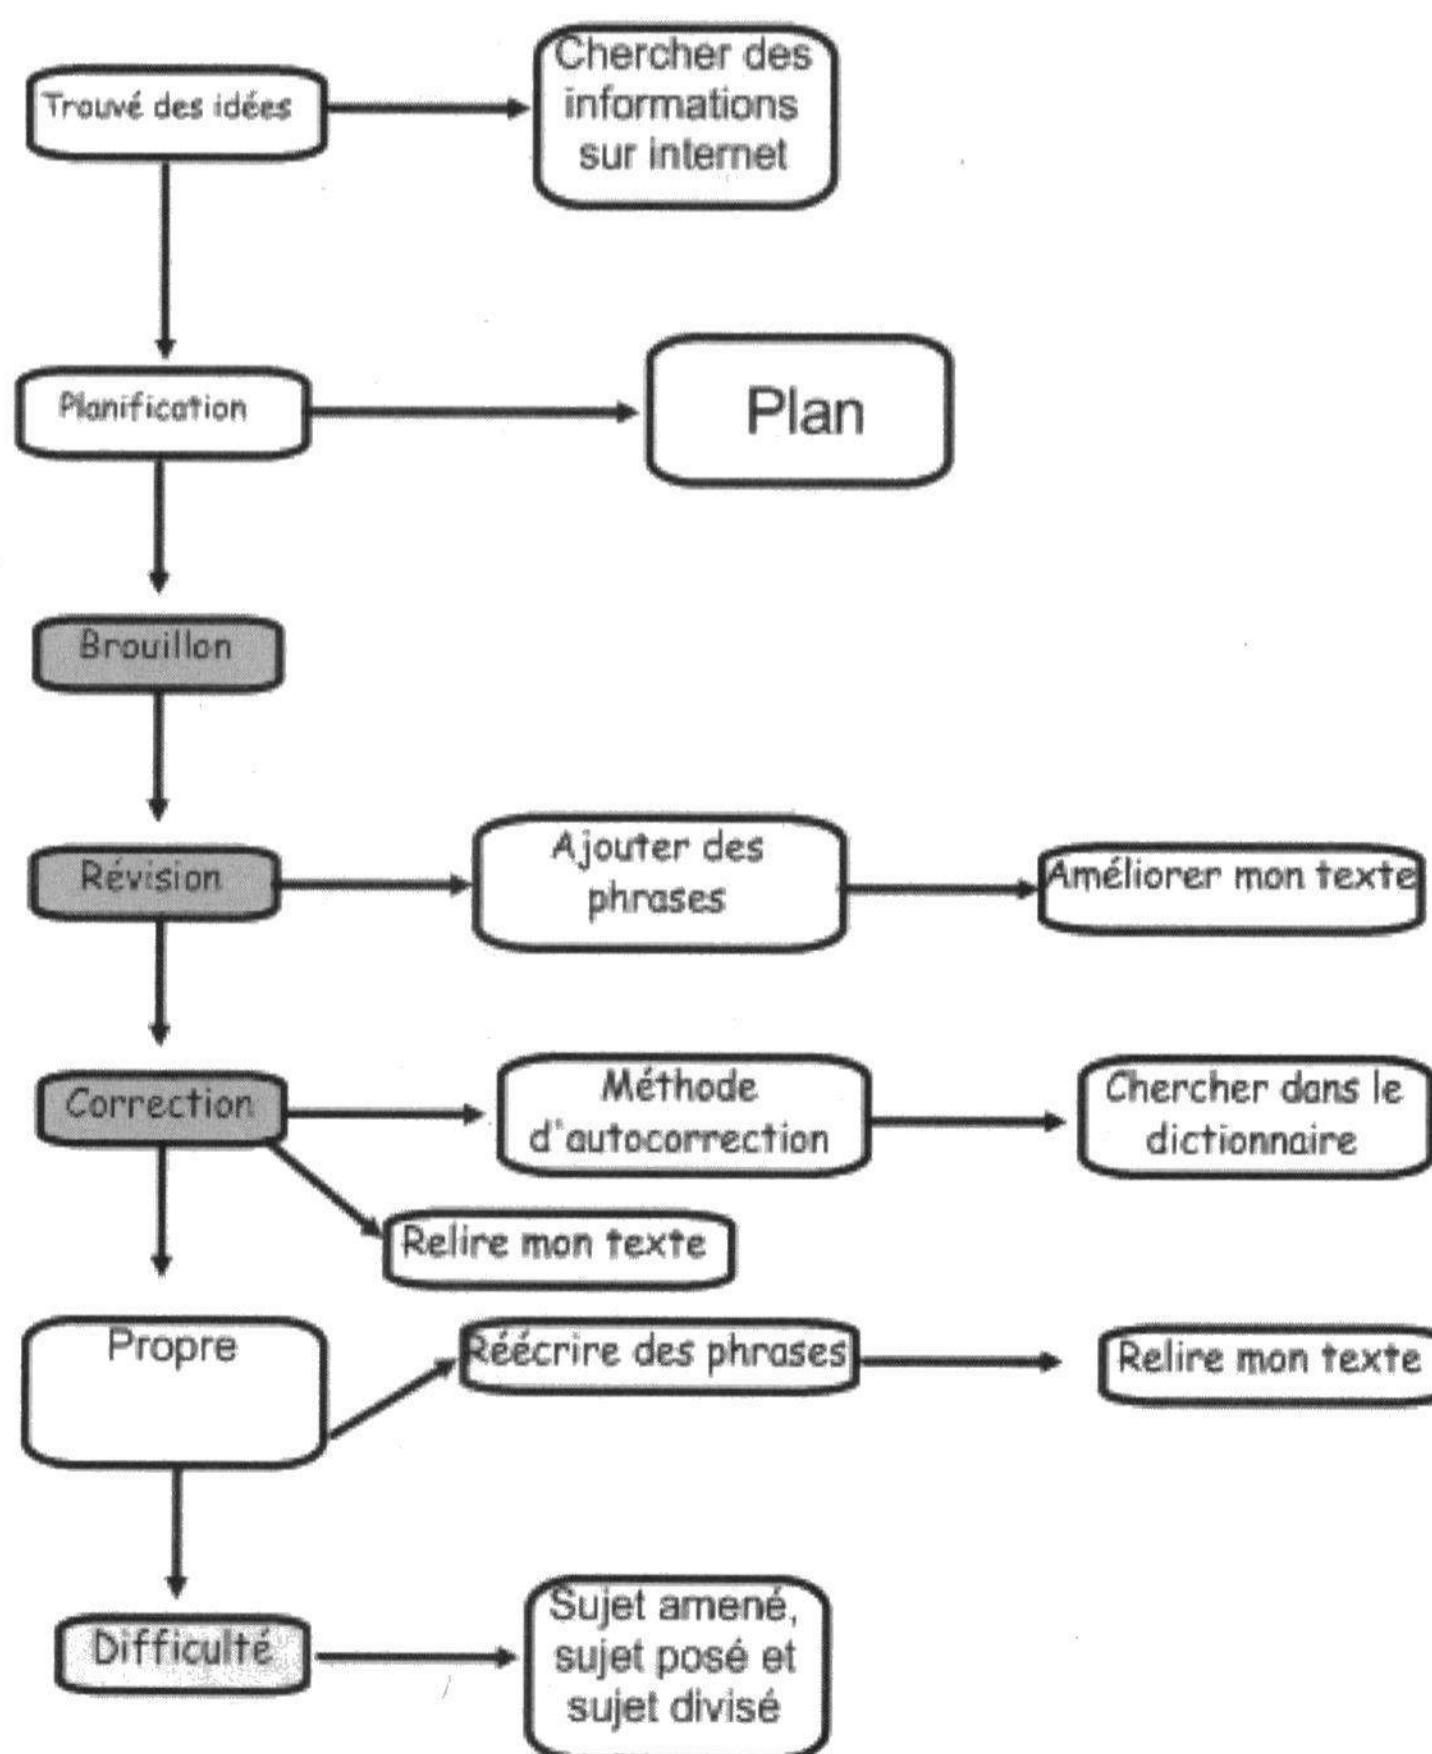 Trouvé des idées
Chercher des
informations
sur internet
Planification
Plan
Brouillon
Révision
Ajouter des
phrases
Améliorer mon texte
Correction
Méthode
d'autocorrection
Chercher dans le
dictionnaire
Relire mon texte
Propre
Réécrire des phrases
Relire mon texte
Difficulté
Sujet amené,
sujet posé et
sujet divisé